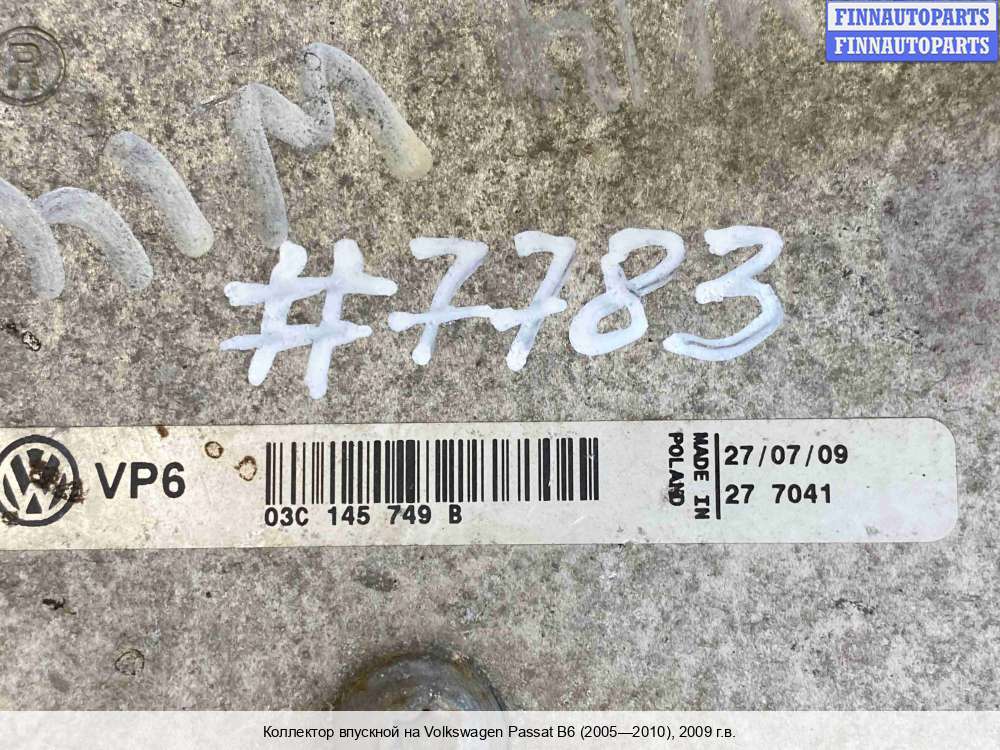 FINNAUTOPARTS
FINNAUTOPARTS
R
#7783
VP6
03C 145 749 B
MADE IN
POLAND
27/07/09
27 7041
Коллектор впускной на Volkswagen Passat B6 (2005—2010), 2009 г.в.